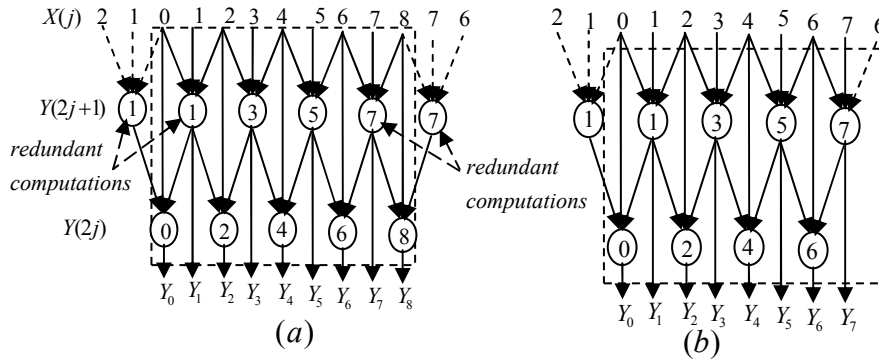 X(j) 2 1 0 1 2 3 4 5 6 7 8 7 6
Y(2j+1) 1 1 3 5 7 7
redundant
computations
redundant
computations
Y(2j) 0 2 4 6 8
Y₀ Y₁ Y₂ Y₃ Y₄ Y₅ Y₆ Y₇ Y₈
(a)
2 1 0 1 2 3 4 5 6 7 6
1 1 3 5 7
0 2 4 6
Y₀ Y₁ Y₂ Y₃ Y₄ Y₅ Y₆ Y₇
(b)